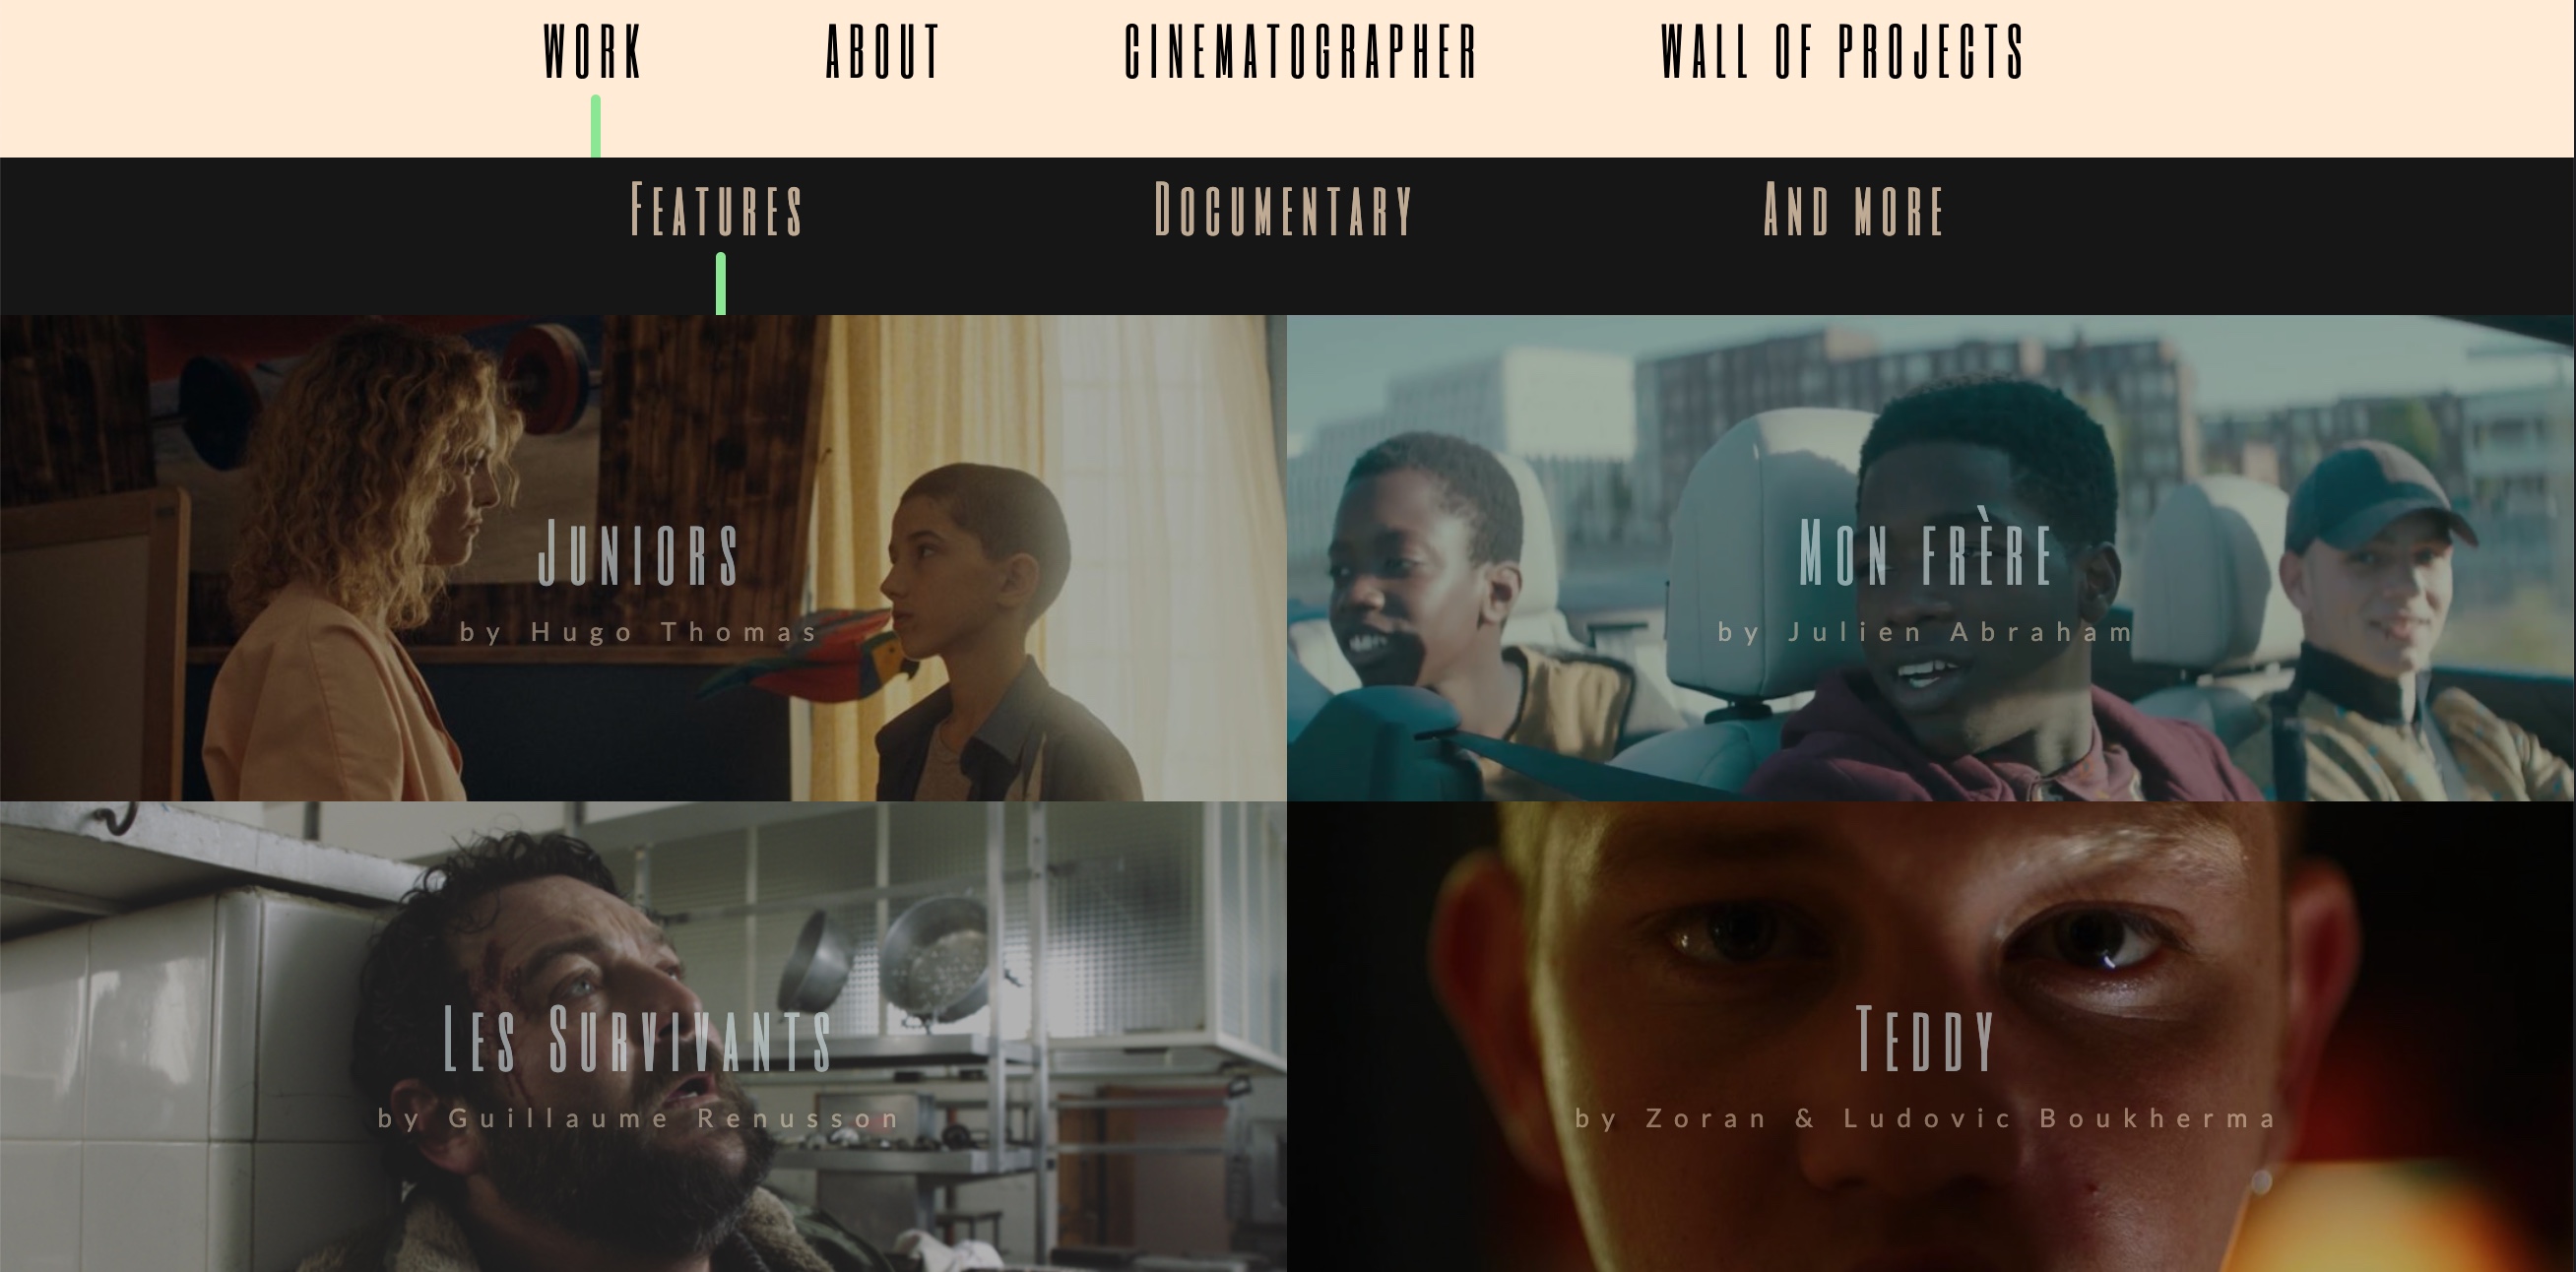 WORK ABOUT CINEMATOGRAPHER WALL OF PROJECTS
FEATURES DOCUMENTARY AND MORE
JUNIORS
by Hugo Thomas
MON FRÈRE
by Julien Abraham
LES SURVIVANTS
by Guillaume Renusson
TEDDY
by Zoran & Ludovic Boukherma